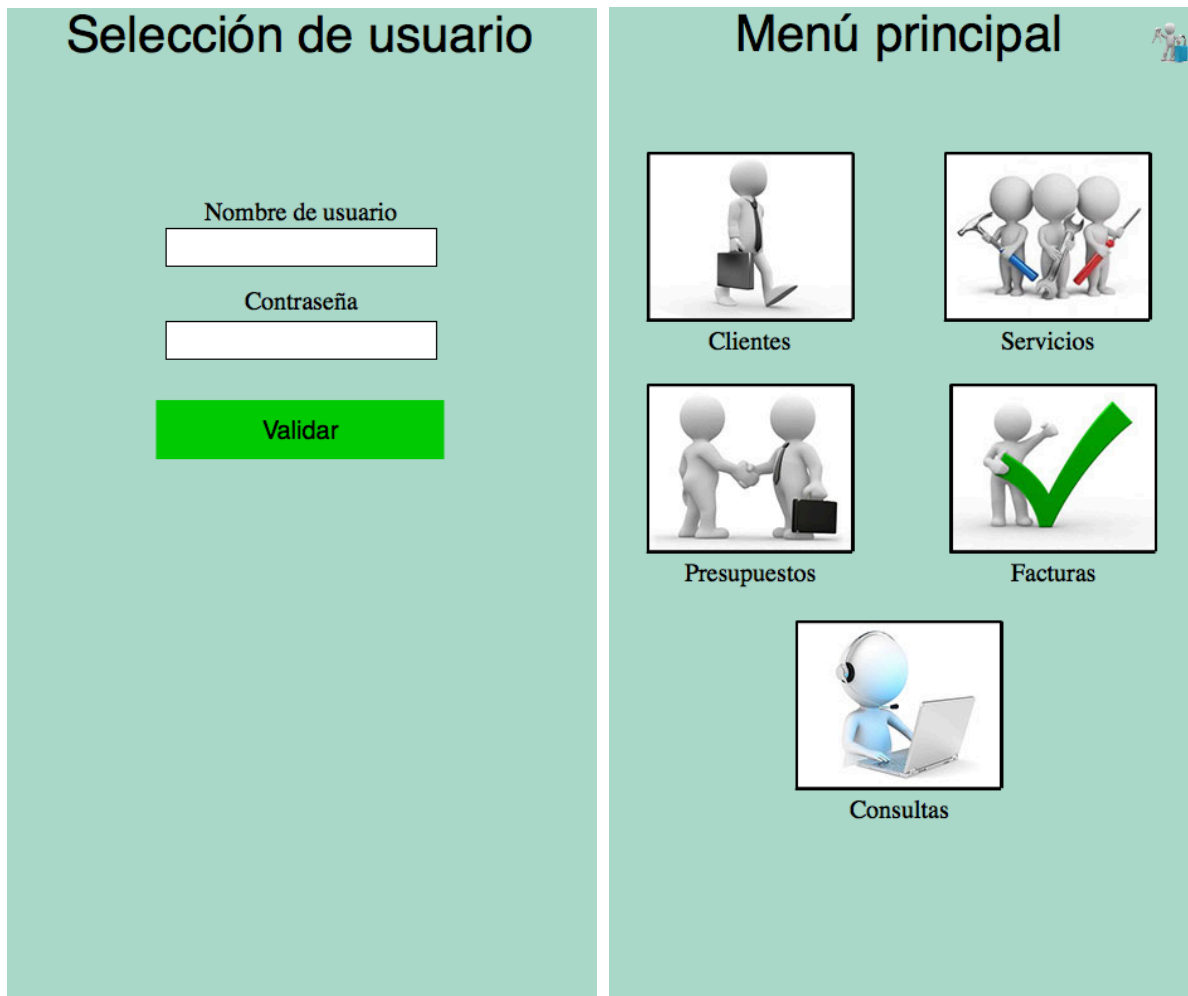 Selección de usuario
Nombre de usuario
Contraseña
Validar
Menú principal
Clientes
Servicios
Presupuestos
Facturas
Consultas